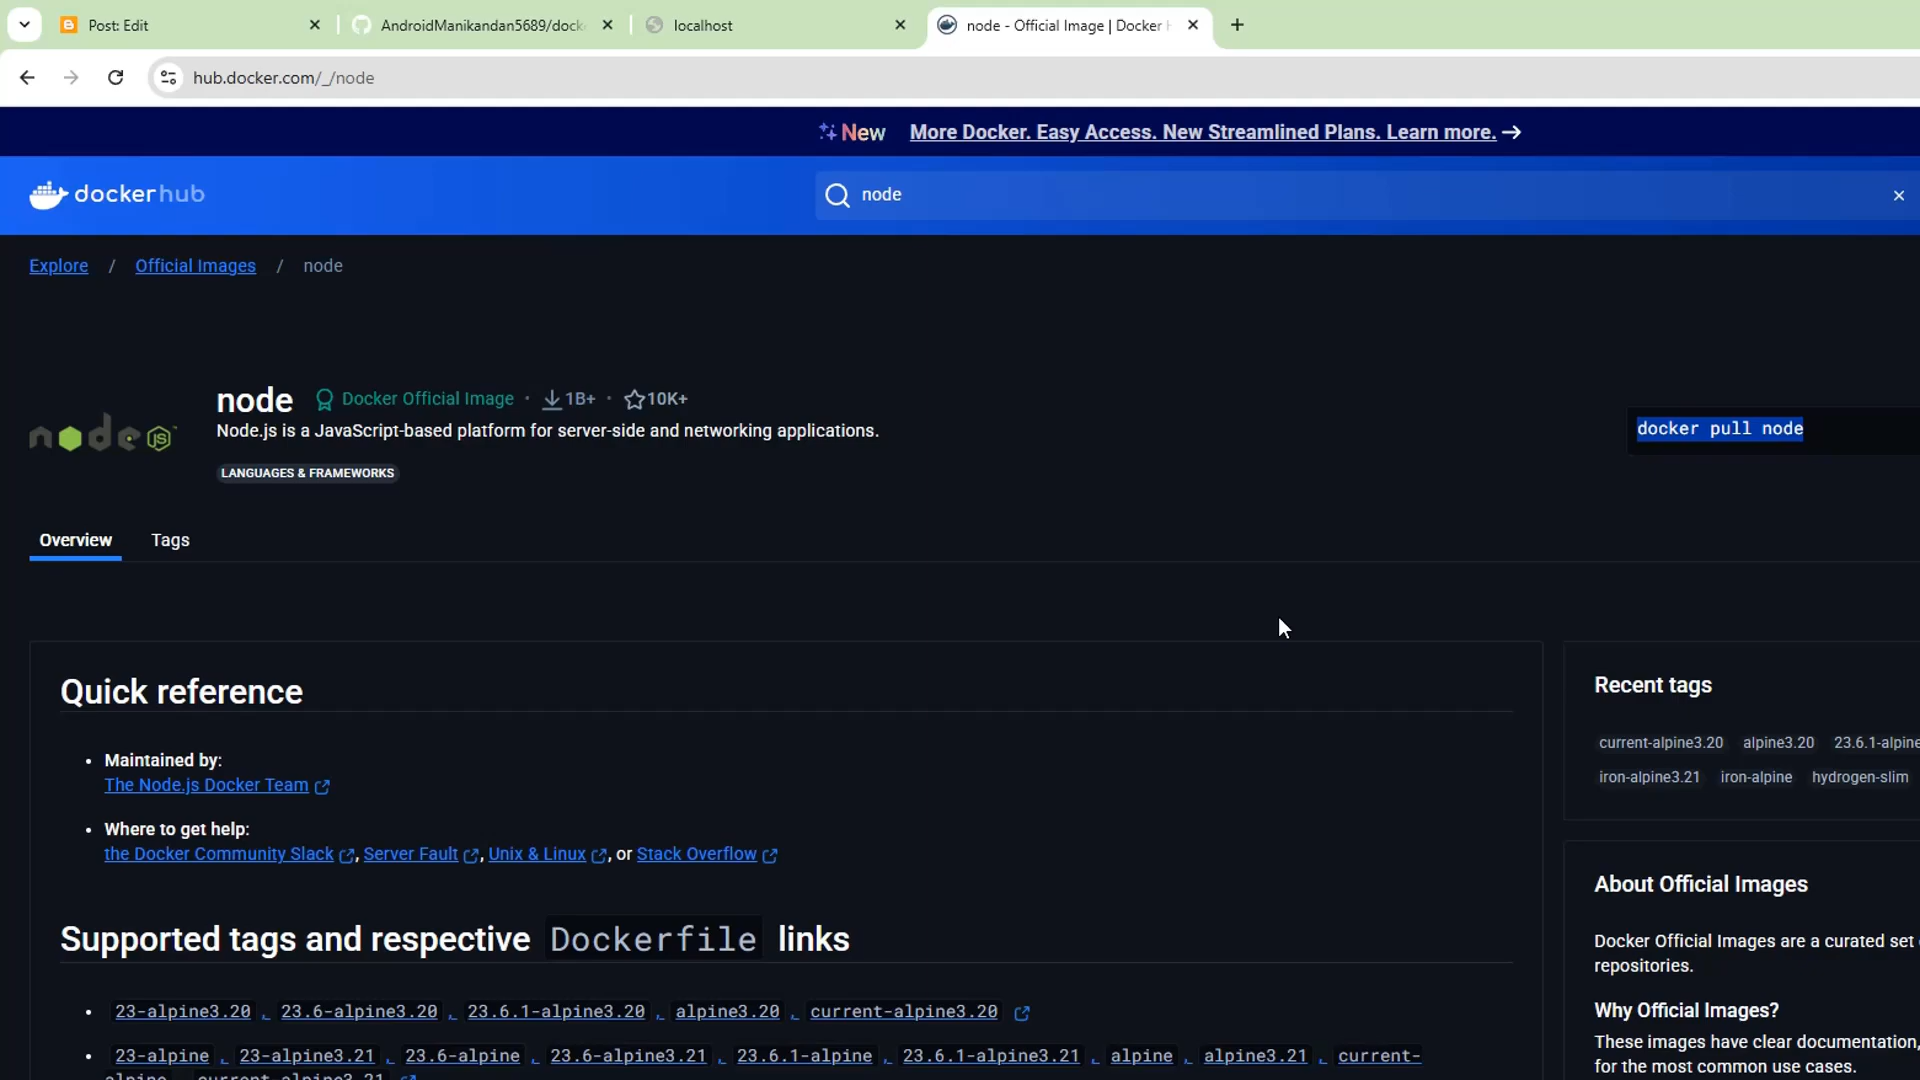 Post: Edit
AndroidManikandan5689/dock
localhost
node - Official Image | Docker H
hub.docker.com/_/node
New More Docker. Easy Access. New Streamlined Plans. Learn more. →
dockerhub
node
Explore / Official Images / node
node
node Docker Official Image · 1B+ · 10K+
Node.js is a JavaScript-based platform for server-side and networking applications.
docker pull node
LANGUAGES & FRAMEWORKS
Overview Tags
Quick reference
• Maintained by:
The Node.js Docker Team
• Where to get help:
the Docker Community Slack, Server Fault, Unix & Linux, or Stack Overflow
Supported tags and respective Dockerfile links
• 23-alpine3.20, 23.6-alpine3.20, 23.6.1-alpine3.20, alpine3.20, current-alpine3.20
• 23-alpine, 23-alpine3.21, 23.6-alpine, 23.6-alpine3.21, 23.6.1-alpine, 23.6.1-alpine3.21, alpine, alpine3.21, current-
alpine, current-alpine3.21
Recent tags
current-alpine3.20 alpine3.20 23.6.1-alpine
iron-alpine3.21 iron-alpine hydrogen-slim
About Official Images
Docker Official Images are a curated set
repositories.
Why Official Images?
These images have clear documentation,
for the most common use cases.